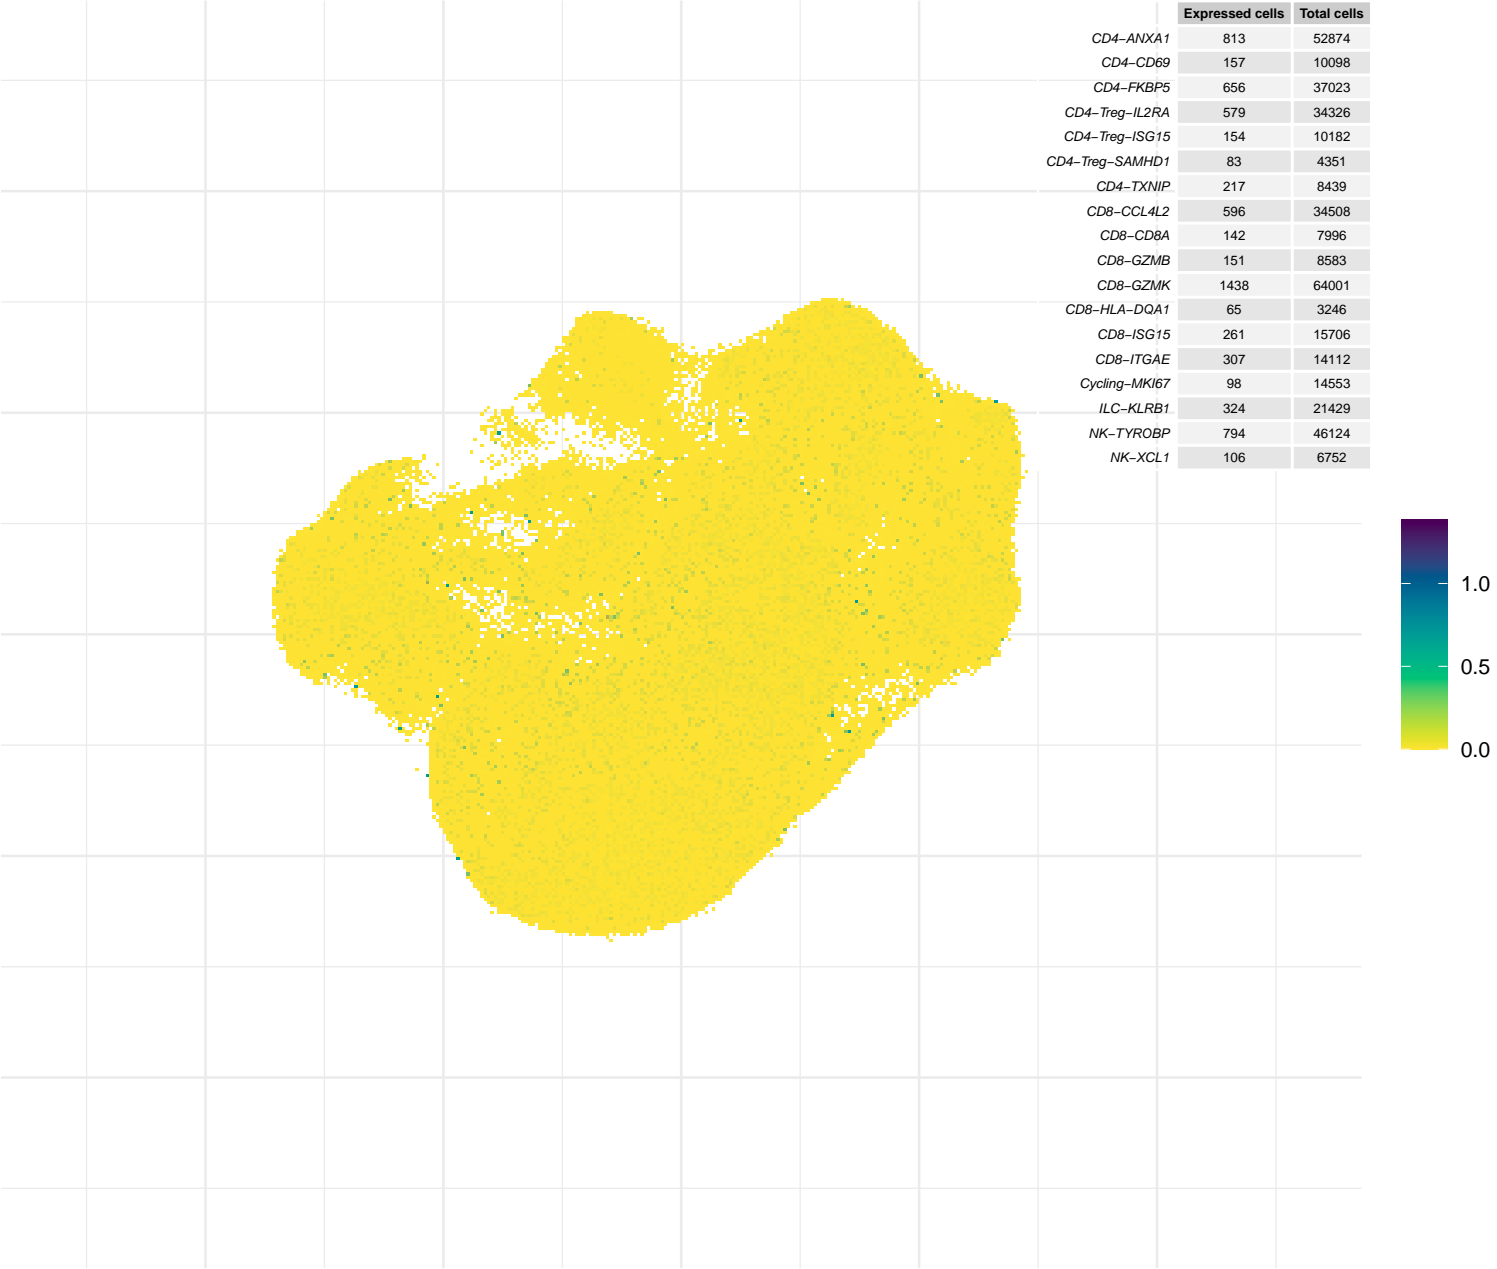 Expressed cells Total cells
CD4−ANXA1 813 52874
CD4−CD69 157 10098
CD4−FKBP5 656 37023
CD4−Treg−IL2RA 579 34326
CD4−Treg−ISG15 154 10182
CD4−Treg−SAMHD1 83 4351
CD4−TXNIP 217 8439
CD8−CCL4L2 596 34508
CD8−CD8A 142 7996
CD8−GZMB 151 8583
CD8−GZMK 1438 64001
CD8−HLA−DQA1 65 3246
CD8−ISG15 261 15706
CD8−ITGAE 307 14112
Cycling−MKI67 98 14553
ILC−KLRB1 324 21429
NK−TYROBP 794 46124
NK−XCL1 106 6752
1.0
0.5
0.0